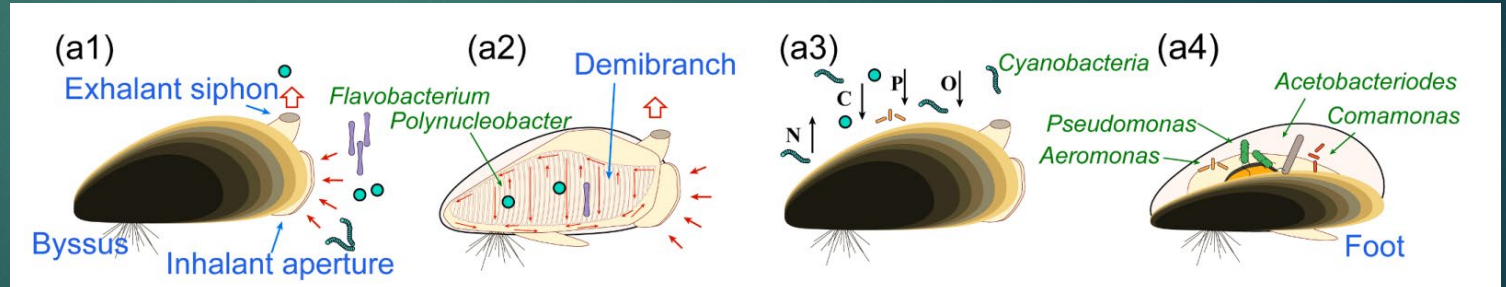 (a1)
Exhalant siphon
Flavobacterium
Polynucleobacter
Byssus
Inhalant aperture
(a2)
Demibranch
(a3)
N
C
P
O
Cyanobacteria
(a4)
Acetobacteriodes
Comamonas
Pseudomonas
Aeromonas
Foot